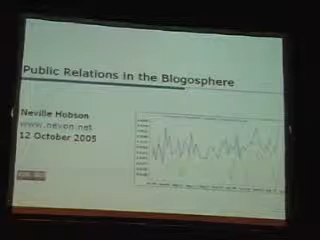 Public Relations in the Blogosphere
Neville Hobson
www.nevon.net
12 October 2005